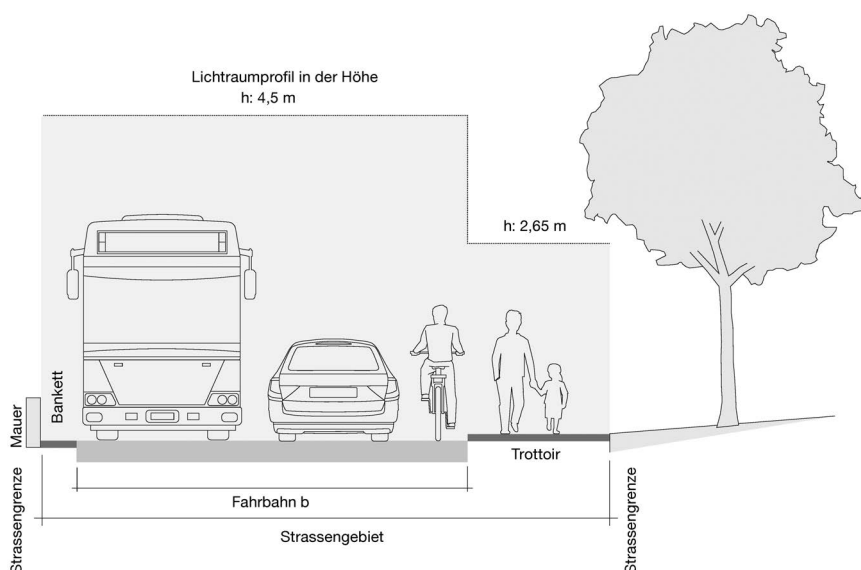 Lichtraumprofil in der Höhe
h: 4,5 m
h: 2,65 m
Bankett
Mauer
Trottoir
Fahrbahn b
Strassengrenze
Strassengrenze
Strassengebiet